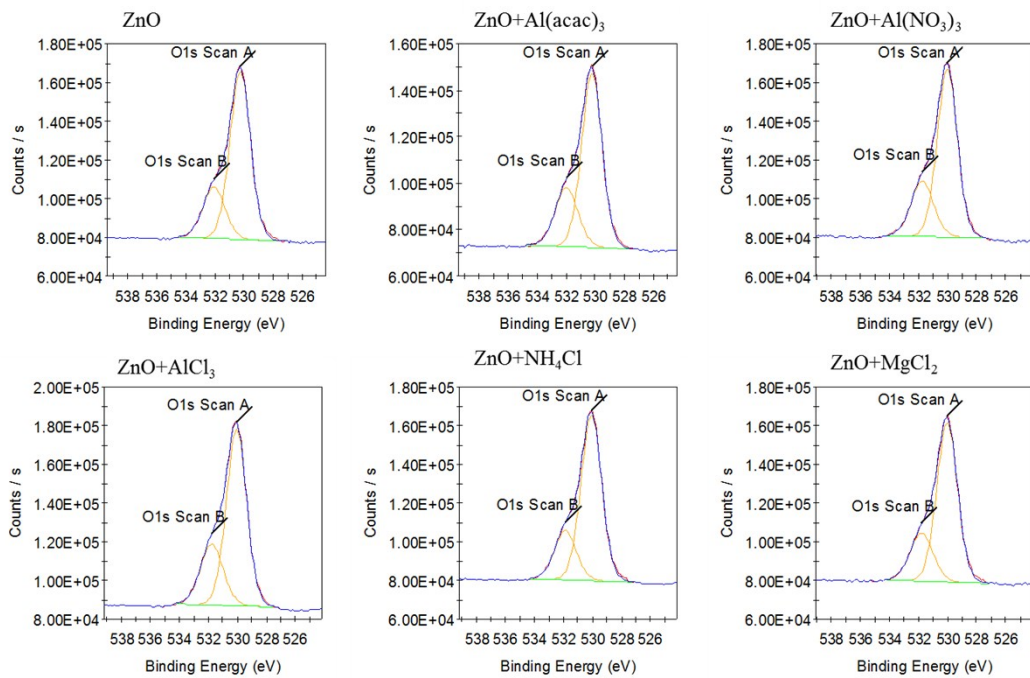 ZnO
O1s Scan A
O1s Scan B
1.80E+05
1.60E+05
1.40E+05
1.20E+05
1.00E+05
8.00E+04
6.00E+04
Counts / s
538 536 534 532 530 528 526
Binding Energy (eV)
ZnO+Al(acac)₃
O1s Scan A
O1s Scan B
1.60E+05
1.40E+05
1.20E+05
1.00E+05
8.00E+04
6.00E+04
Counts / s
538 536 534 532 530 528 526
Binding Energy (eV)
ZnO+Al(NO₃)₃
O1s Scan A
O1s Scan B
1.80E+05
1.60E+05
1.40E+05
1.20E+05
1.00E+05
8.00E+04
6.00E+04
Counts / s
538 536 534 532 530 528 526
Binding Energy (eV)
ZnO+AlCl₃
O1s Scan A
O1s Scan B
2.00E+05
1.80E+05
1.60E+05
1.40E+05
1.20E+05
1.00E+05
8.00E+04
Counts / s
538 536 534 532 530 528 526
Binding Energy (eV)
ZnO+NH₄Cl
O1s Scan A
O1s Scan B
1.80E+05
1.60E+05
1.40E+05
1.20E+05
1.00E+05
8.00E+04
6.00E+04
Counts / s
538 536 534 532 530 528 526
Binding Energy (eV)
ZnO+MgCl₂
O1s Scan A
O1s Scan B
1.80E+05
1.60E+05
1.40E+05
1.20E+05
1.00E+05
8.00E+04
6.00E+04
Counts / s
538 536 534 532 530 528 526
Binding Energy (eV)